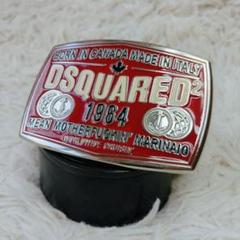 BORN IN CANADA MADE IN ITALY
DSQUARED2
1964
MEAN MOTHERFUCKIN' MARINAIO